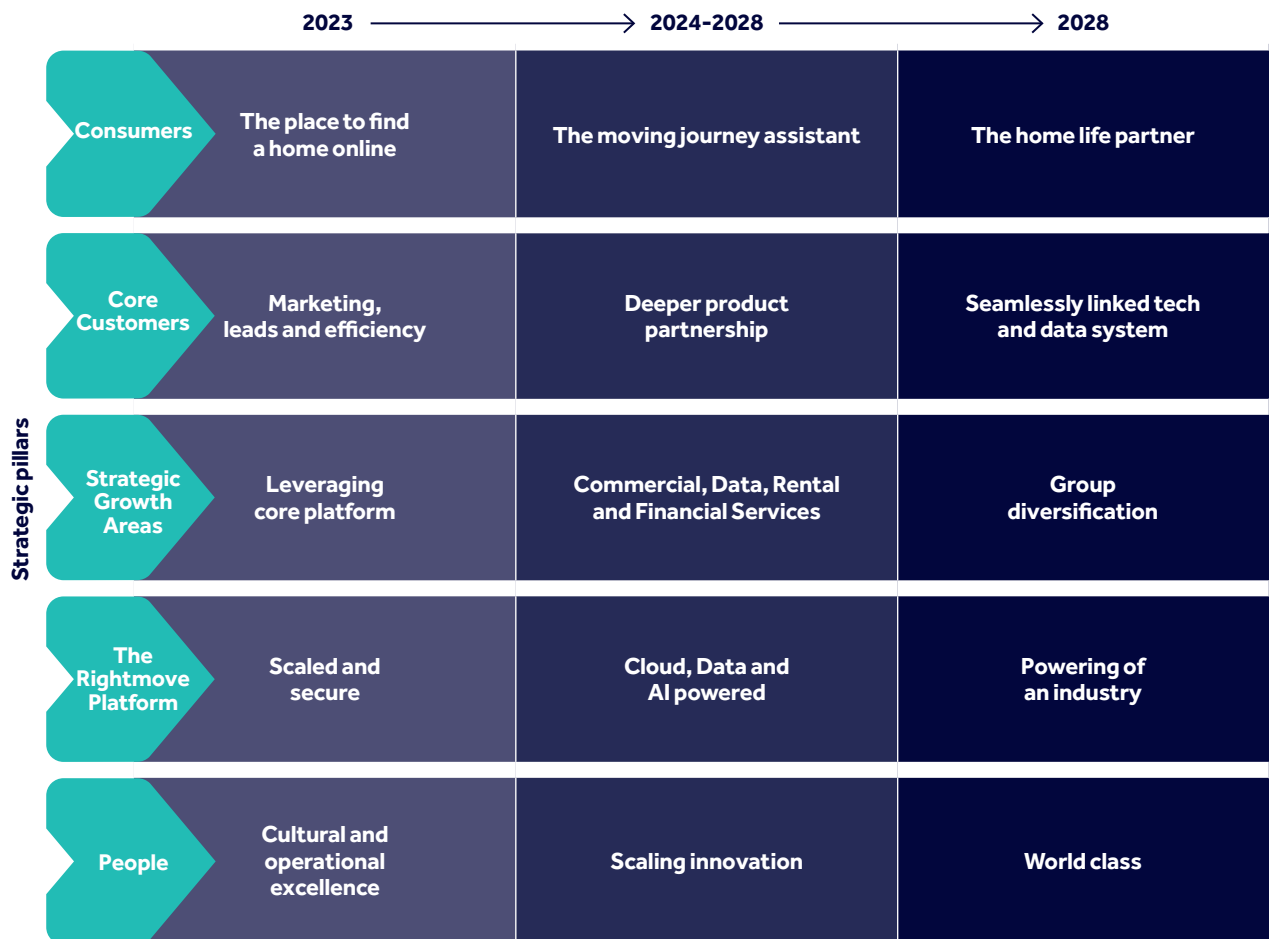 2023 2024-2028 2028
Strategic pillars
Consumers
The place to find
a home online
The moving journey assistant
The home life partner
Core
Customers
Marketing,
leads and efficiency
Deeper product
partnership
Seamlessly linked tech
and data system
Strategic
Growth
Areas
Leveraging
core platform
Commercial, Data, Rental
and Financial Services
Group
diversification
The
Rightmove
Platform
Scaled and
secure
Cloud, Data and
AI powered
Powering of
an industry
People
Cultural and
operational
excellence
Scaling innovation
World class